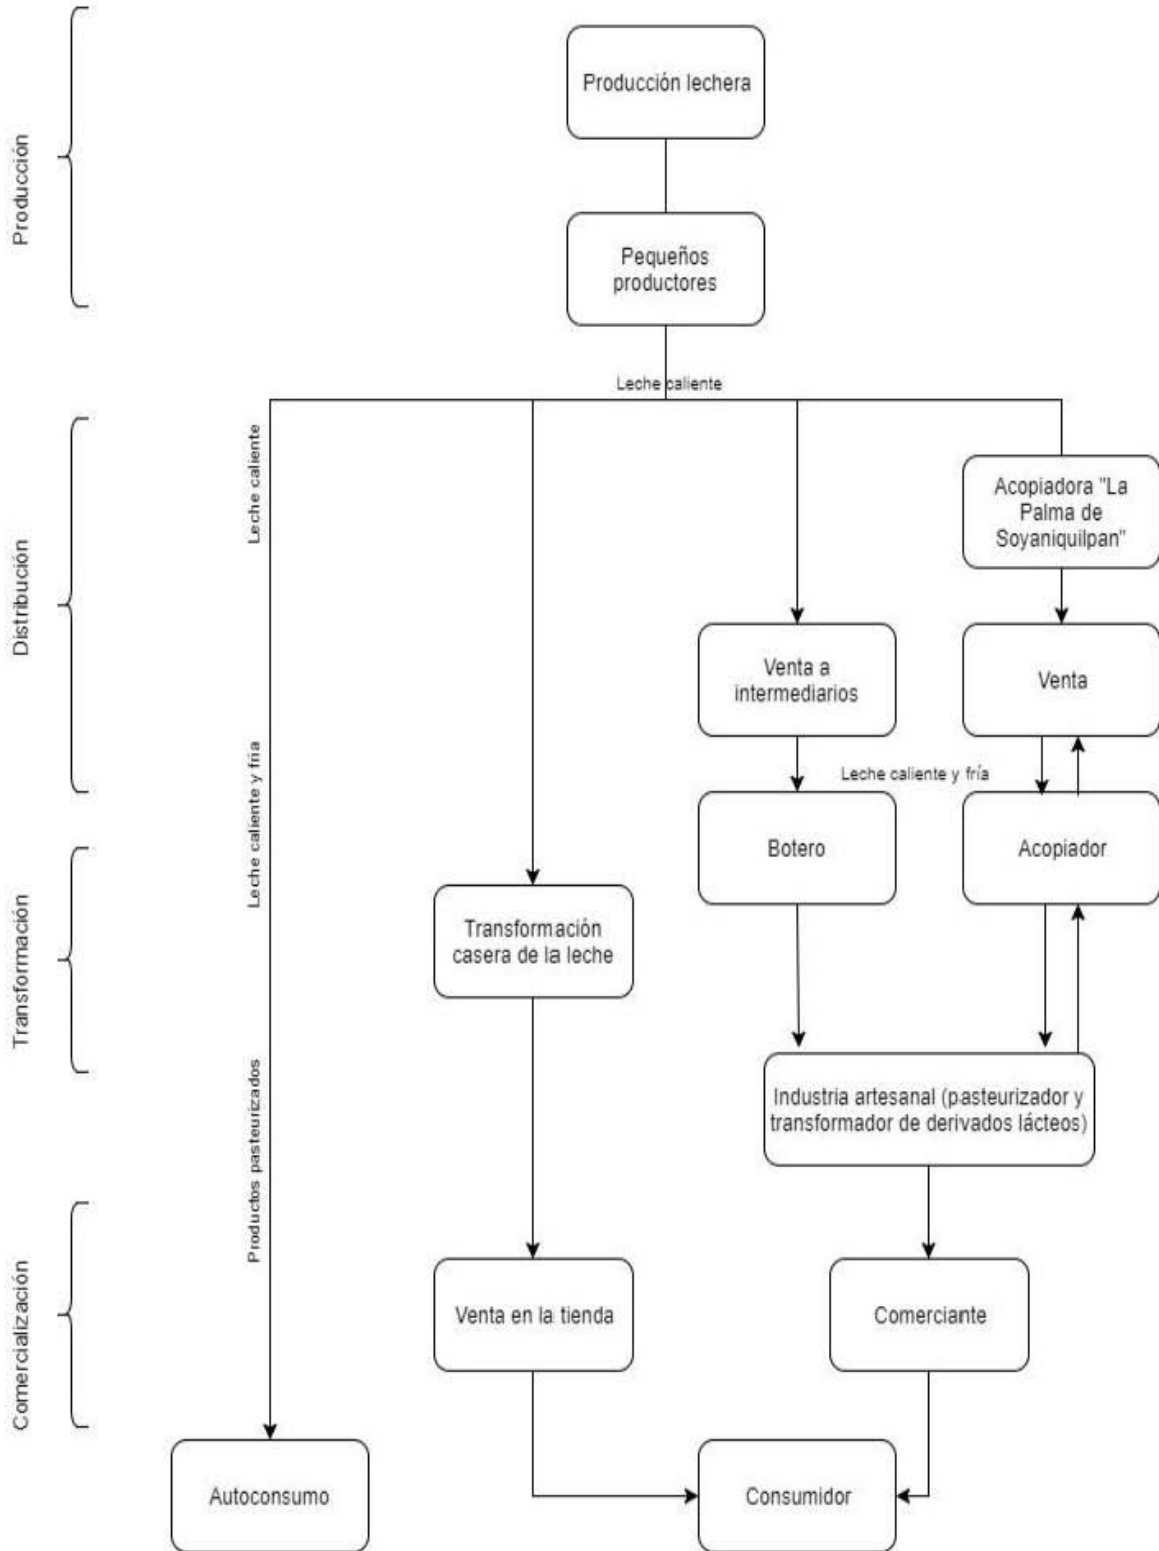 Producción
Producción lechera
Pequeños
productores
Leche caliente
Leche caliente
Distribución
Acopiadora "La
Palma de
Soyaniquilpan"
Venta a
intermediarios
Venta
Leche caliente y fria
Leche caliente y fría
Botero
Acopiador
Transformación
Transformación
casera de la leche
Industria artesanal (pasteurizador y
transformador de derivados lácteos)
Productos pasteurizados
Comercialización
Venta en la tienda
Comerciante
Autoconsumo
Consumidor